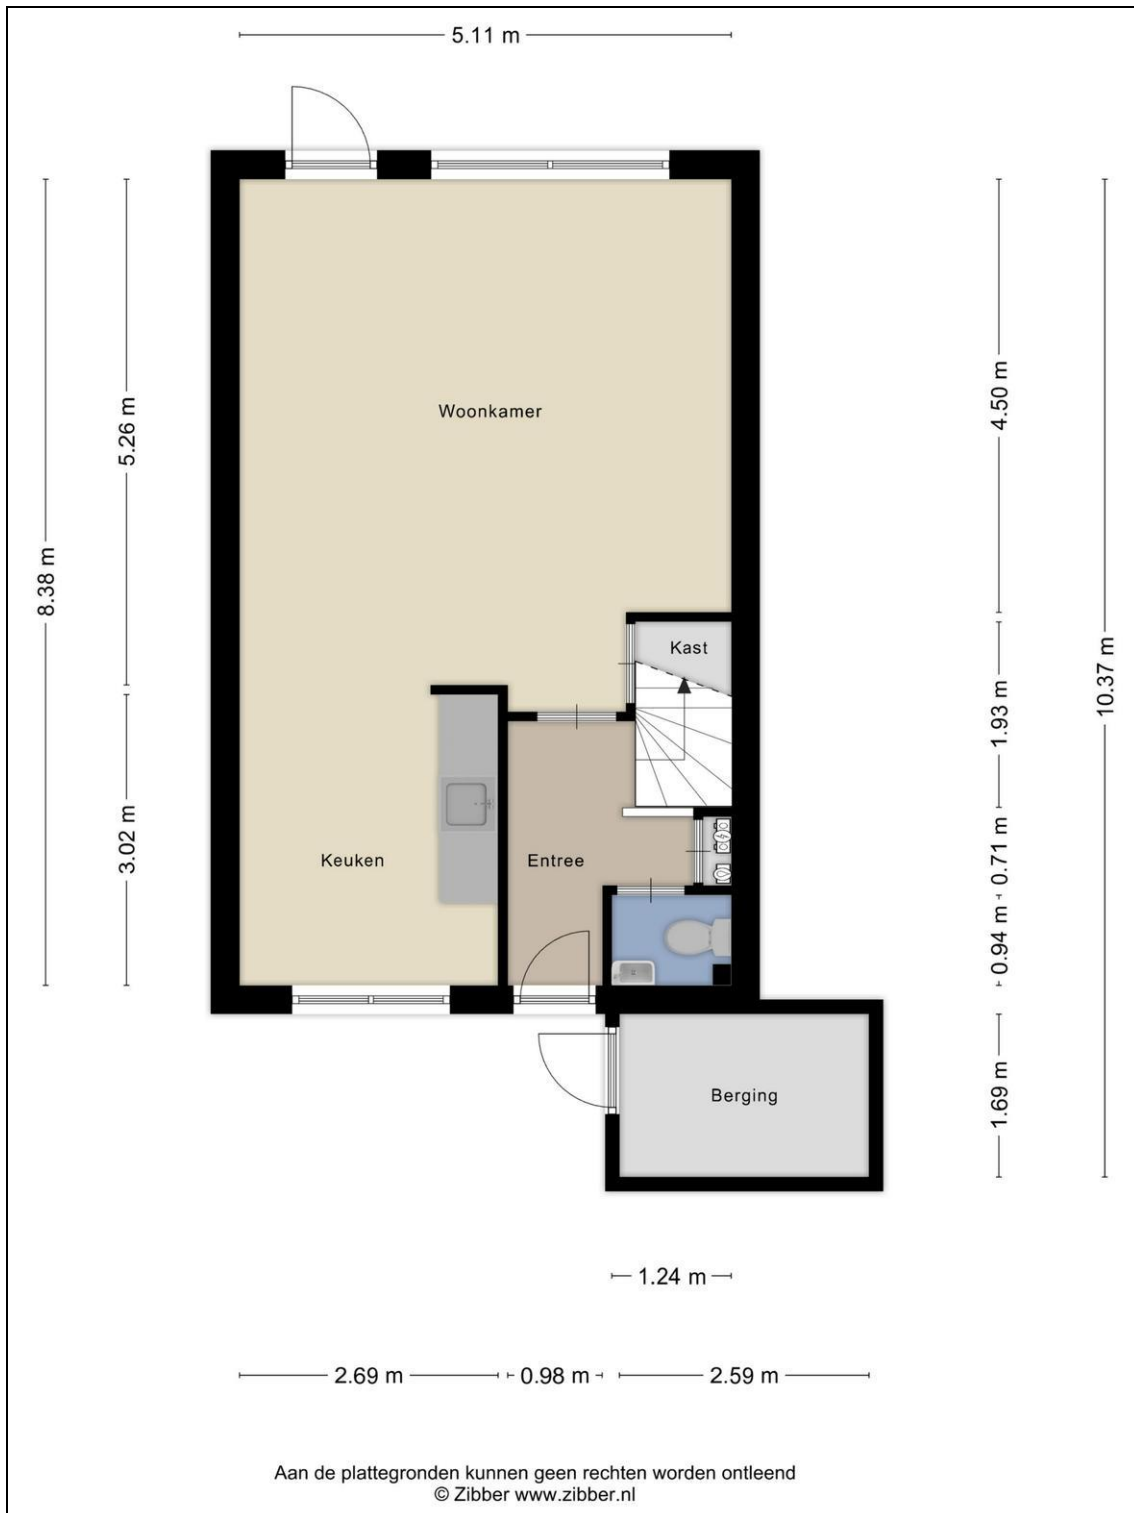 5.11 m
8.38 m
5.26 m
3.02 m
Woonkamer
Kast
Keuken
Entree
Berging
4.50 m
1.93 m
0.71 m
0.94 m
1.69 m
10.37 m
1.24 m
2.69 m
0.98 m
2.59 m
Aan de plattegronden kunnen geen rechten worden ontleend
© Zibber www.zibber.nl